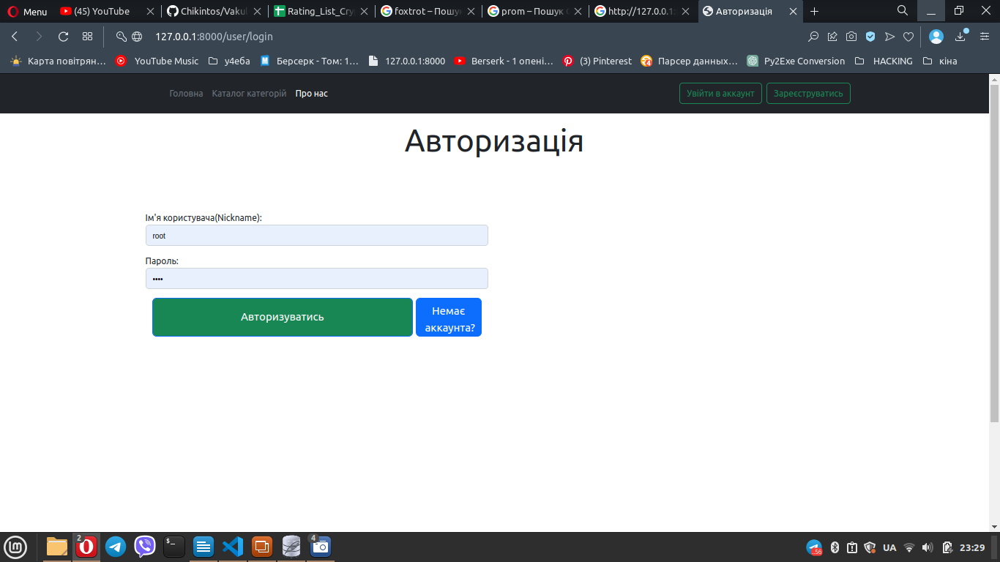 Menu
(45) YouTube
Chikintos/Vakul
Rating_List_Cry
foxtrot – Пошук
prom – Пошук G
http://127.0.0.1:
Авторизація
127.0.0.1:8000/user/login
Карта повітрян...
YouTube Music
у4еба
Берсерк - Том: 1...
127.0.0.1:8000
Berserk - 1 опені...
(3) Pinterest
Парсер данных...
Py2Exe Conversion
HACKING
кіна
Головна Каталог категорій Про нас
Увійти в аккаунт
Зареєструватись
Авторизація
Ім'я користувача(Nickname):
root
Пароль:
••••
Авторизуватись
Немає
аккаунта?
2
4
UA
23:29